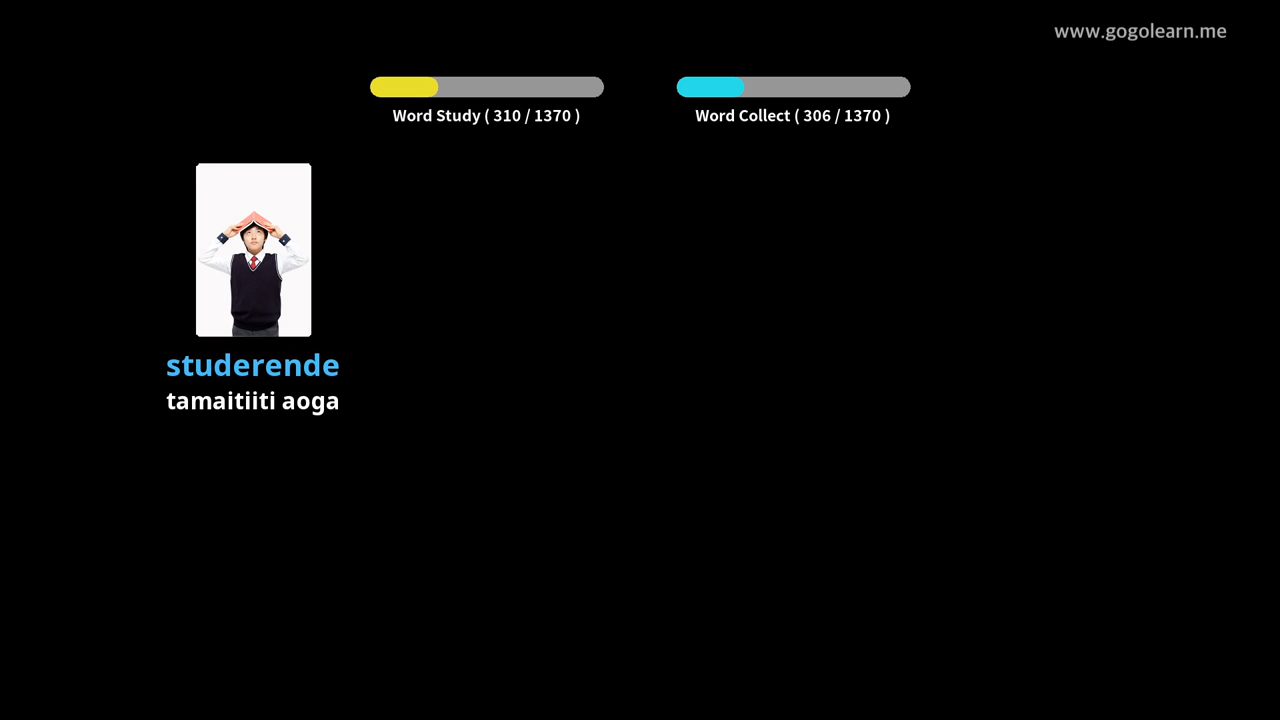 www.gogolearn.me
Word Study ( 310 / 1370 )
Word Collect ( 306 / 1370 )
studerende
tamaitiiti aoga